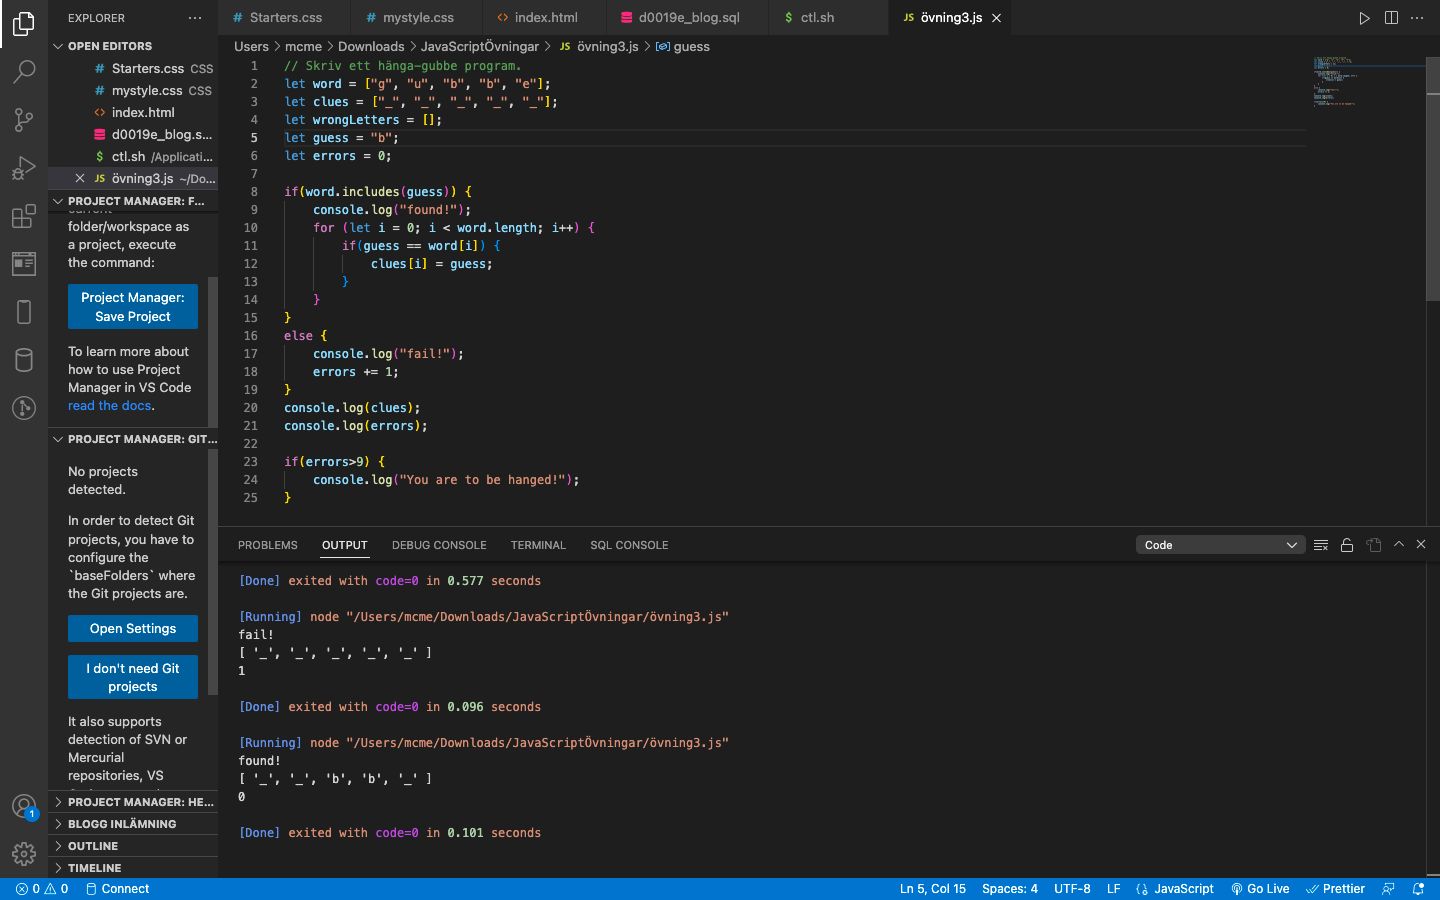 EXPLORER
OPEN EDITORS
# Starters.css CSS
# mystyle.css CSS
<> index.html
d0019e_blog.s...
$ ctl.sh /Applicati...
JS övning3.js ~/Do...
PROJECT MANAGER: F...
folder/workspace as
a project, execute
the command:
Project Manager:
Save Project
To learn more about
how to use Project
Manager in VS Code
read the docs.
PROJECT MANAGER: GIT...
No projects
detected.
In order to detect Git
projects, you have to
configure the
`baseFolders` where
the Git projects are.
Open Settings
I don't need Git
projects
It also supports
detection of SVN or
Mercurial
repositories, VS
PROJECT MANAGER: HE...
BLOGG INLÄMNING
OUTLINE
TIMELINE
1
# Starters.css
# mystyle.css
<> index.html
d0019e_blog.sql
$ ctl.sh
JS övning3.js
Users > mcme > Downloads > JavaScriptÖvningar > JS övning3.js > guess
1 // Skriv ett hänga-gubbe program.
2 let word = ["g", "u", "b", "b", "e"];
3 let clues = ["_", "_", "_", "_", "_"];
4 let wrongLetters = [];
5 let guess = "b";
6 let errors = 0;
7
8 if(word.includes(guess)) {
9 console.log("found!");
10 for (let i = 0; i < word.length; i++) {
11 if(guess == word[i]) {
12 clues[i] = guess;
13 }
14 }
15 }
16 else {
17 console.log("fail!");
18 errors += 1;
19 }
20 console.log(clues);
21 console.log(errors);
22
23 if(errors>9) {
24 console.log("You are to be hanged!");
25 }
PROBLEMS OUTPUT DEBUG CONSOLE TERMINAL SQL CONSOLE
Code
[Done] exited with code=0 in 0.577 seconds
[Running] node "/Users/mcme/Downloads/JavaScriptÖvningar/övning3.js"
fail!
[ '_', '_', '_', '_', '_' ]
1
[Done] exited with code=0 in 0.096 seconds
[Running] node "/Users/mcme/Downloads/JavaScriptÖvningar/övning3.js"
found!
[ '_', '_', 'b', 'b', '_' ]
0
[Done] exited with code=0 in 0.101 seconds
0 0 Connect
Ln 5, Col 15 Spaces: 4 UTF-8 LF {} JavaScript Go Live Prettier